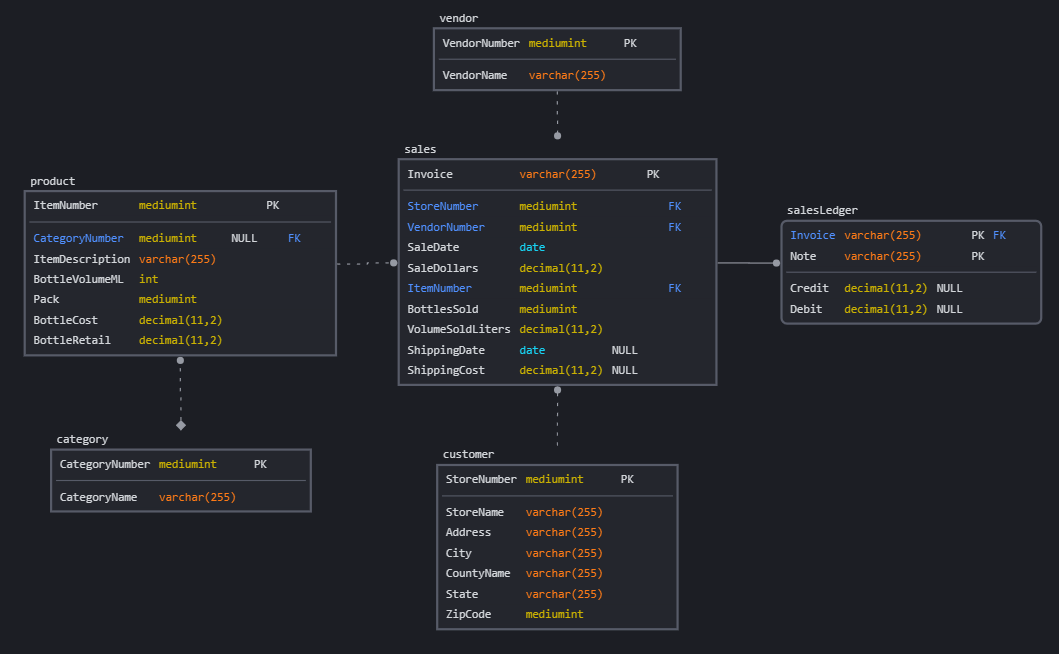 vendor
VendorNumber mediumint PK
VendorName varchar(255)
sales
Invoice varchar(255) PK
StoreNumber mediumint FK
VendorNumber mediumint FK
SaleDate date
SaleDollars decimal(11,2)
ItemNumber mediumint FK
BottlesSold mediumint
VolumeSoldLiters decimal(11,2)
ShippingDate date NULL
ShippingCost decimal(11,2) NULL
product
ItemNumber mediumint PK
CategoryNumber mediumint NULL FK
ItemDescription varchar(255)
BottleVolumeML int
Pack mediumint
BottleCost decimal(11,2)
BottleRetail decimal(11,2)
salesLedger
Invoice varchar(255) PK FK
Note varchar(255) PK
Credit decimal(11,2) NULL
Debit decimal(11,2) NULL
category
CategoryNumber mediumint PK
CategoryName varchar(255)
customer
StoreNumber mediumint PK
StoreName varchar(255)
Address varchar(255)
City varchar(255)
CountyName varchar(255)
State varchar(255)
ZipCode mediumint